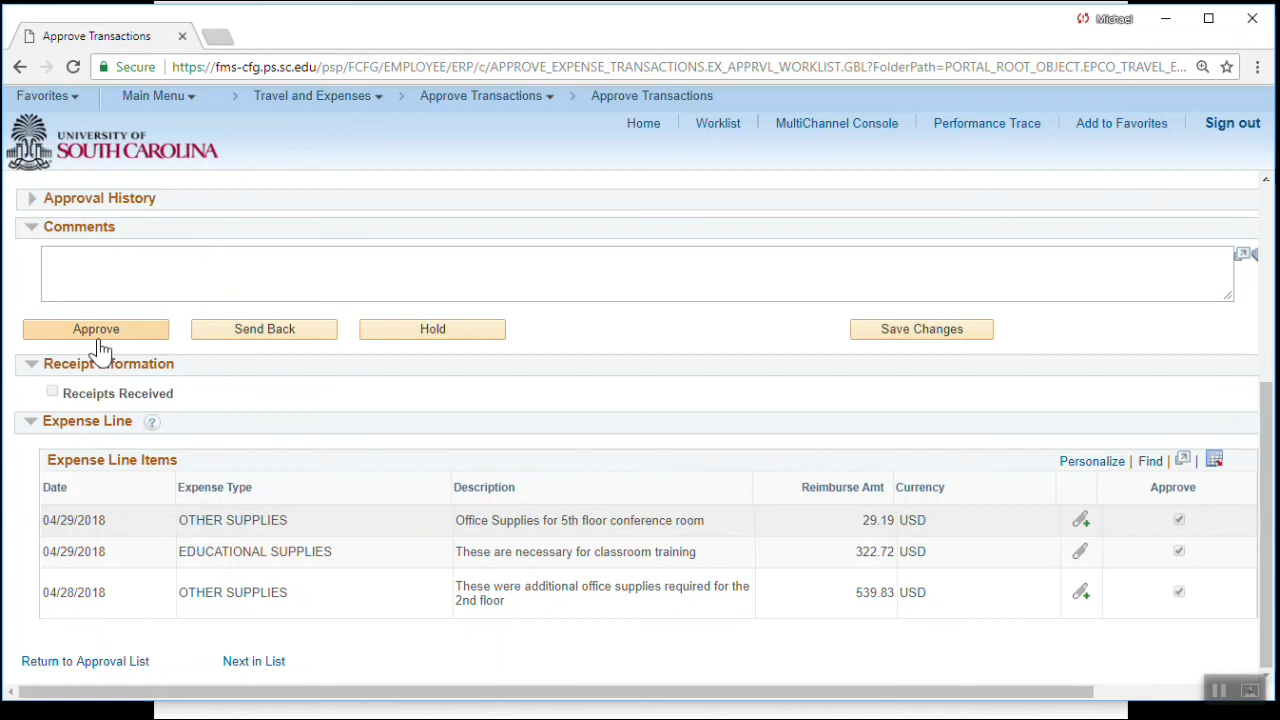 Approve Transactions
Michael
Secure https://fms-cfg.ps.sc.edu/psp/FCFG/EMPLOYEE/ERP/c/APPROVE_EXPENSE_TRANSACTIONS.EX_APPRVL_WORKLIST.GBL?FolderPath=PORTAL_ROOT_OBJECT.EPCO_TRAVEL_E...
Favorites Main Menu > Travel and Expenses > Approve Transactions > Approve Transactions
UNIVERSITY OF
SOUTH CAROLINA
Home Worklist MultiChannel Console Performance Trace Add to Favorites Sign out
Approval History
Comments
Approve Send Back Hold Save Changes
Receipt Information
Receipts Received
Expense Line ?
Expense Line Items Personalize | Find | |
Date Expense Type Description Reimburse Amt Currency Approve
04/29/2018 OTHER SUPPLIES Office Supplies for 5th floor conference room 29.19 USD
04/29/2018 EDUCATIONAL SUPPLIES These are necessary for classroom training 322.72 USD
04/28/2018 OTHER SUPPLIES These were additional office supplies required for the 539.83 USD
2nd floor
Return to Approval List Next in List